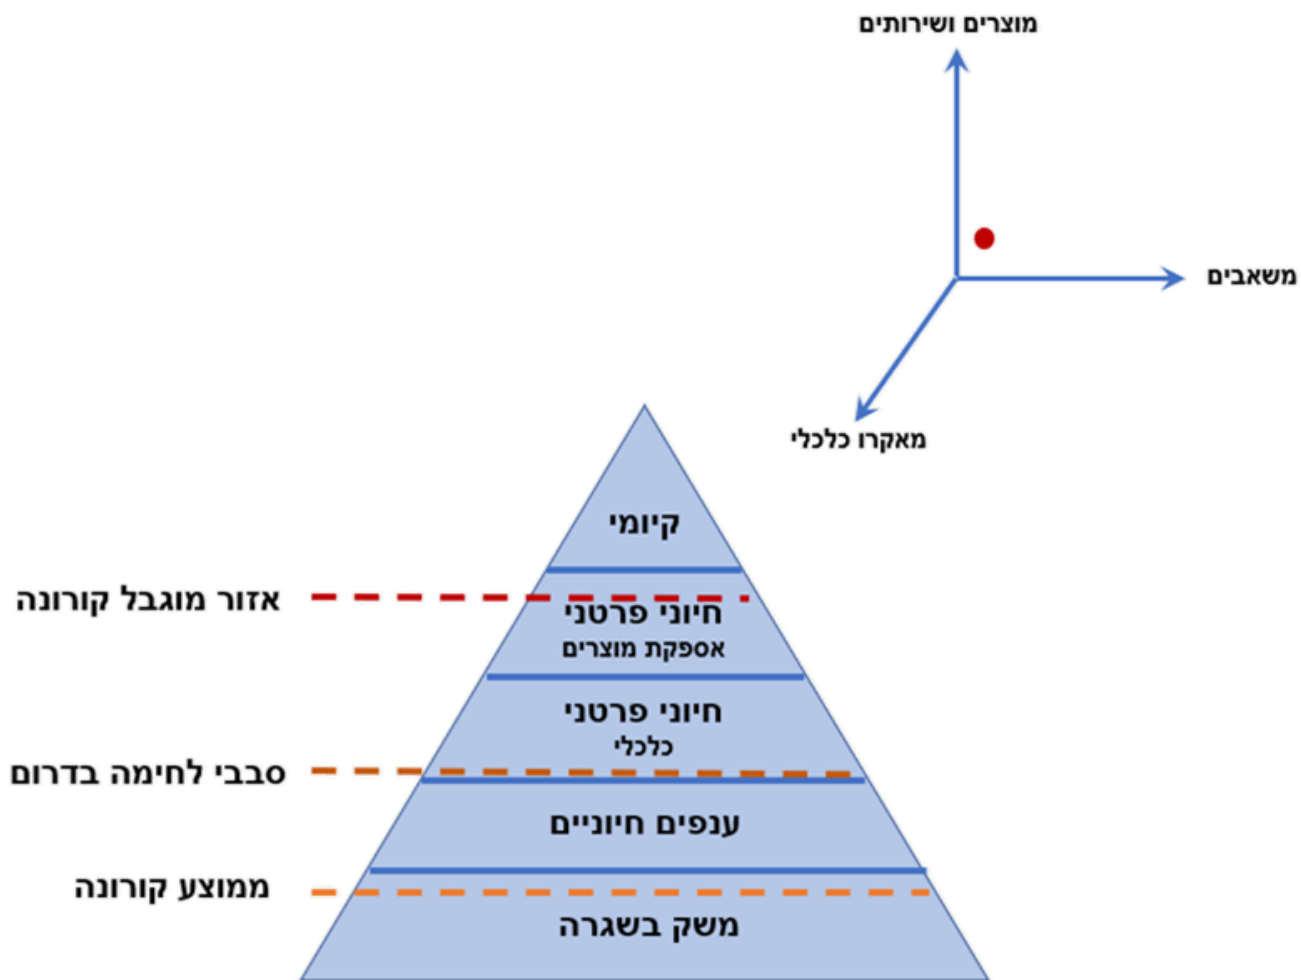 מוצרים ושירותים
משאבים
מאקרו כלכלי
קיומי
אזור מוגבל קורונה
חיוני פרטני
אספקת מוצרים
חיוני פרטני
כלכלי
סבבי לחימה בדרום
ענפים חיוניים
ממוצע קורונה
משק בשגרה